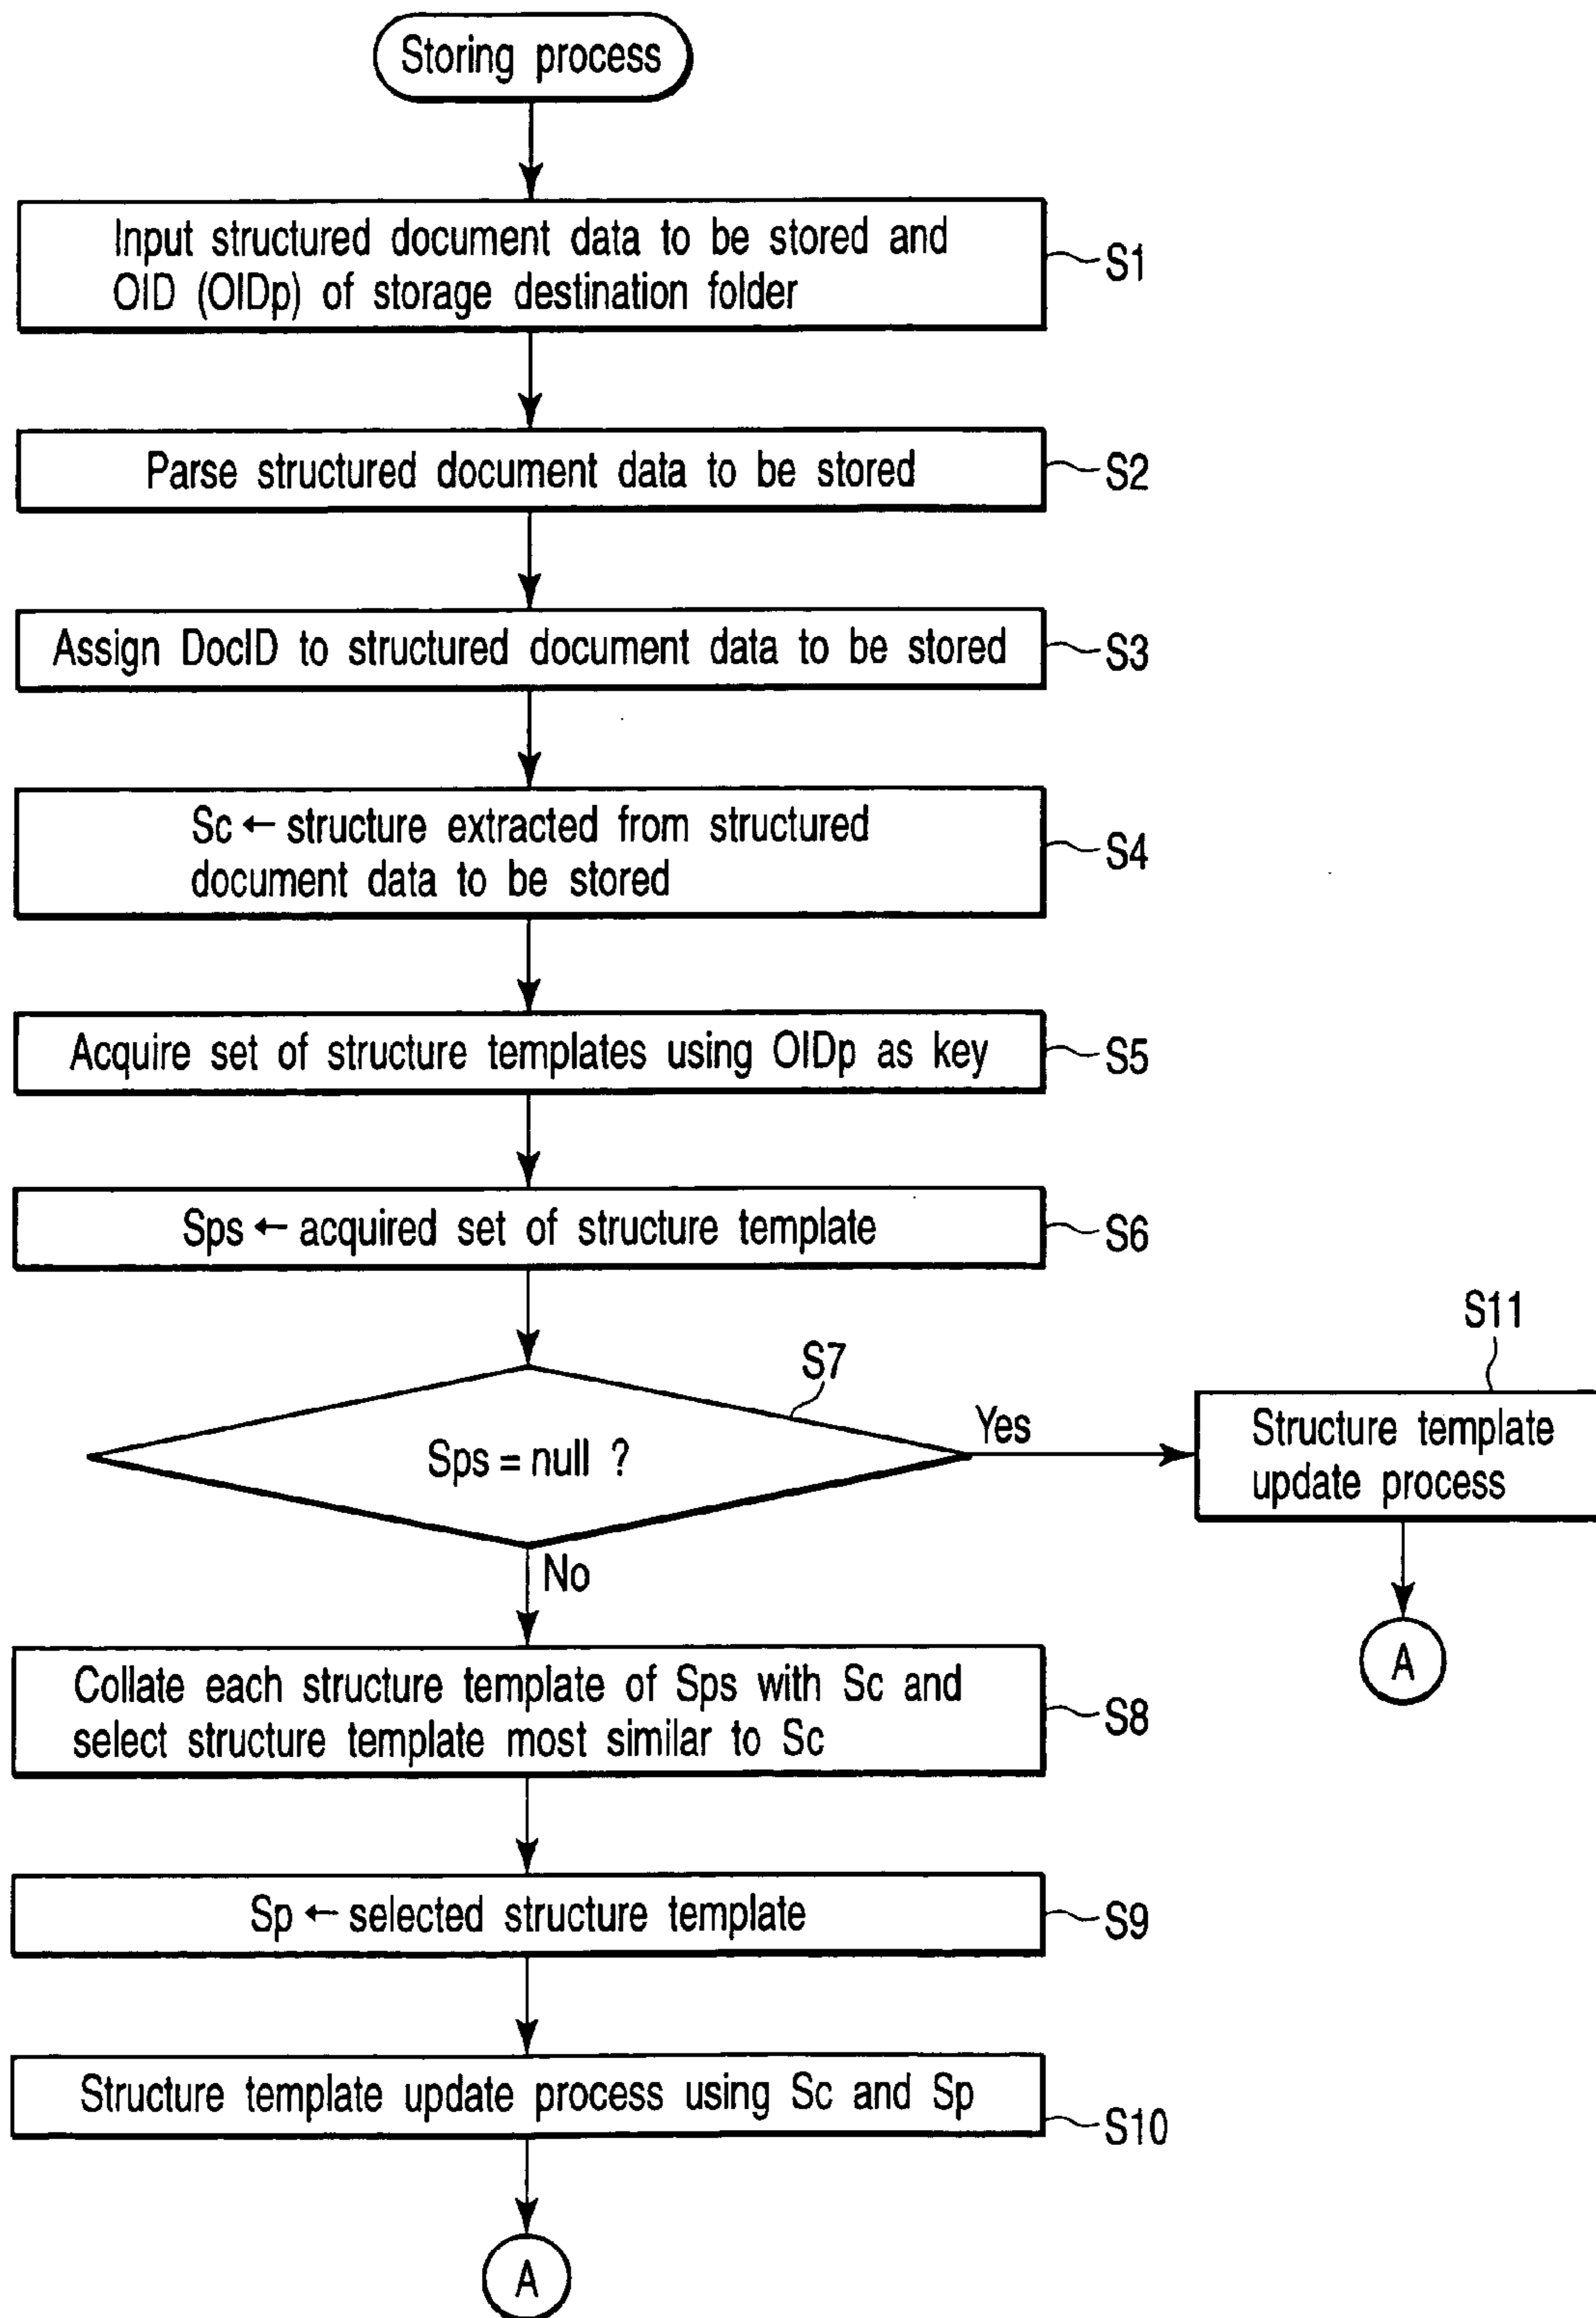 Storing process
Input structured document data to be stored and
OID (OIDp) of storage destination folder
S1
Parse structured document data to be stored
S2
Assign DocID to structured document data to be stored
S3
Sc ← structure extracted from structured
document data to be stored
S4
Acquire set of structure templates using OIDp as key
S5
Sps ← acquired set of structure template
S6
S7
Sps = null ?
Yes
No
S11
Structure template
update process
A
Collate each structure template of Sps with Sc and
select structure template most similar to Sc
S8
Sp ← selected structure template
S9
Structure template update process using Sc and Sp
S10
A